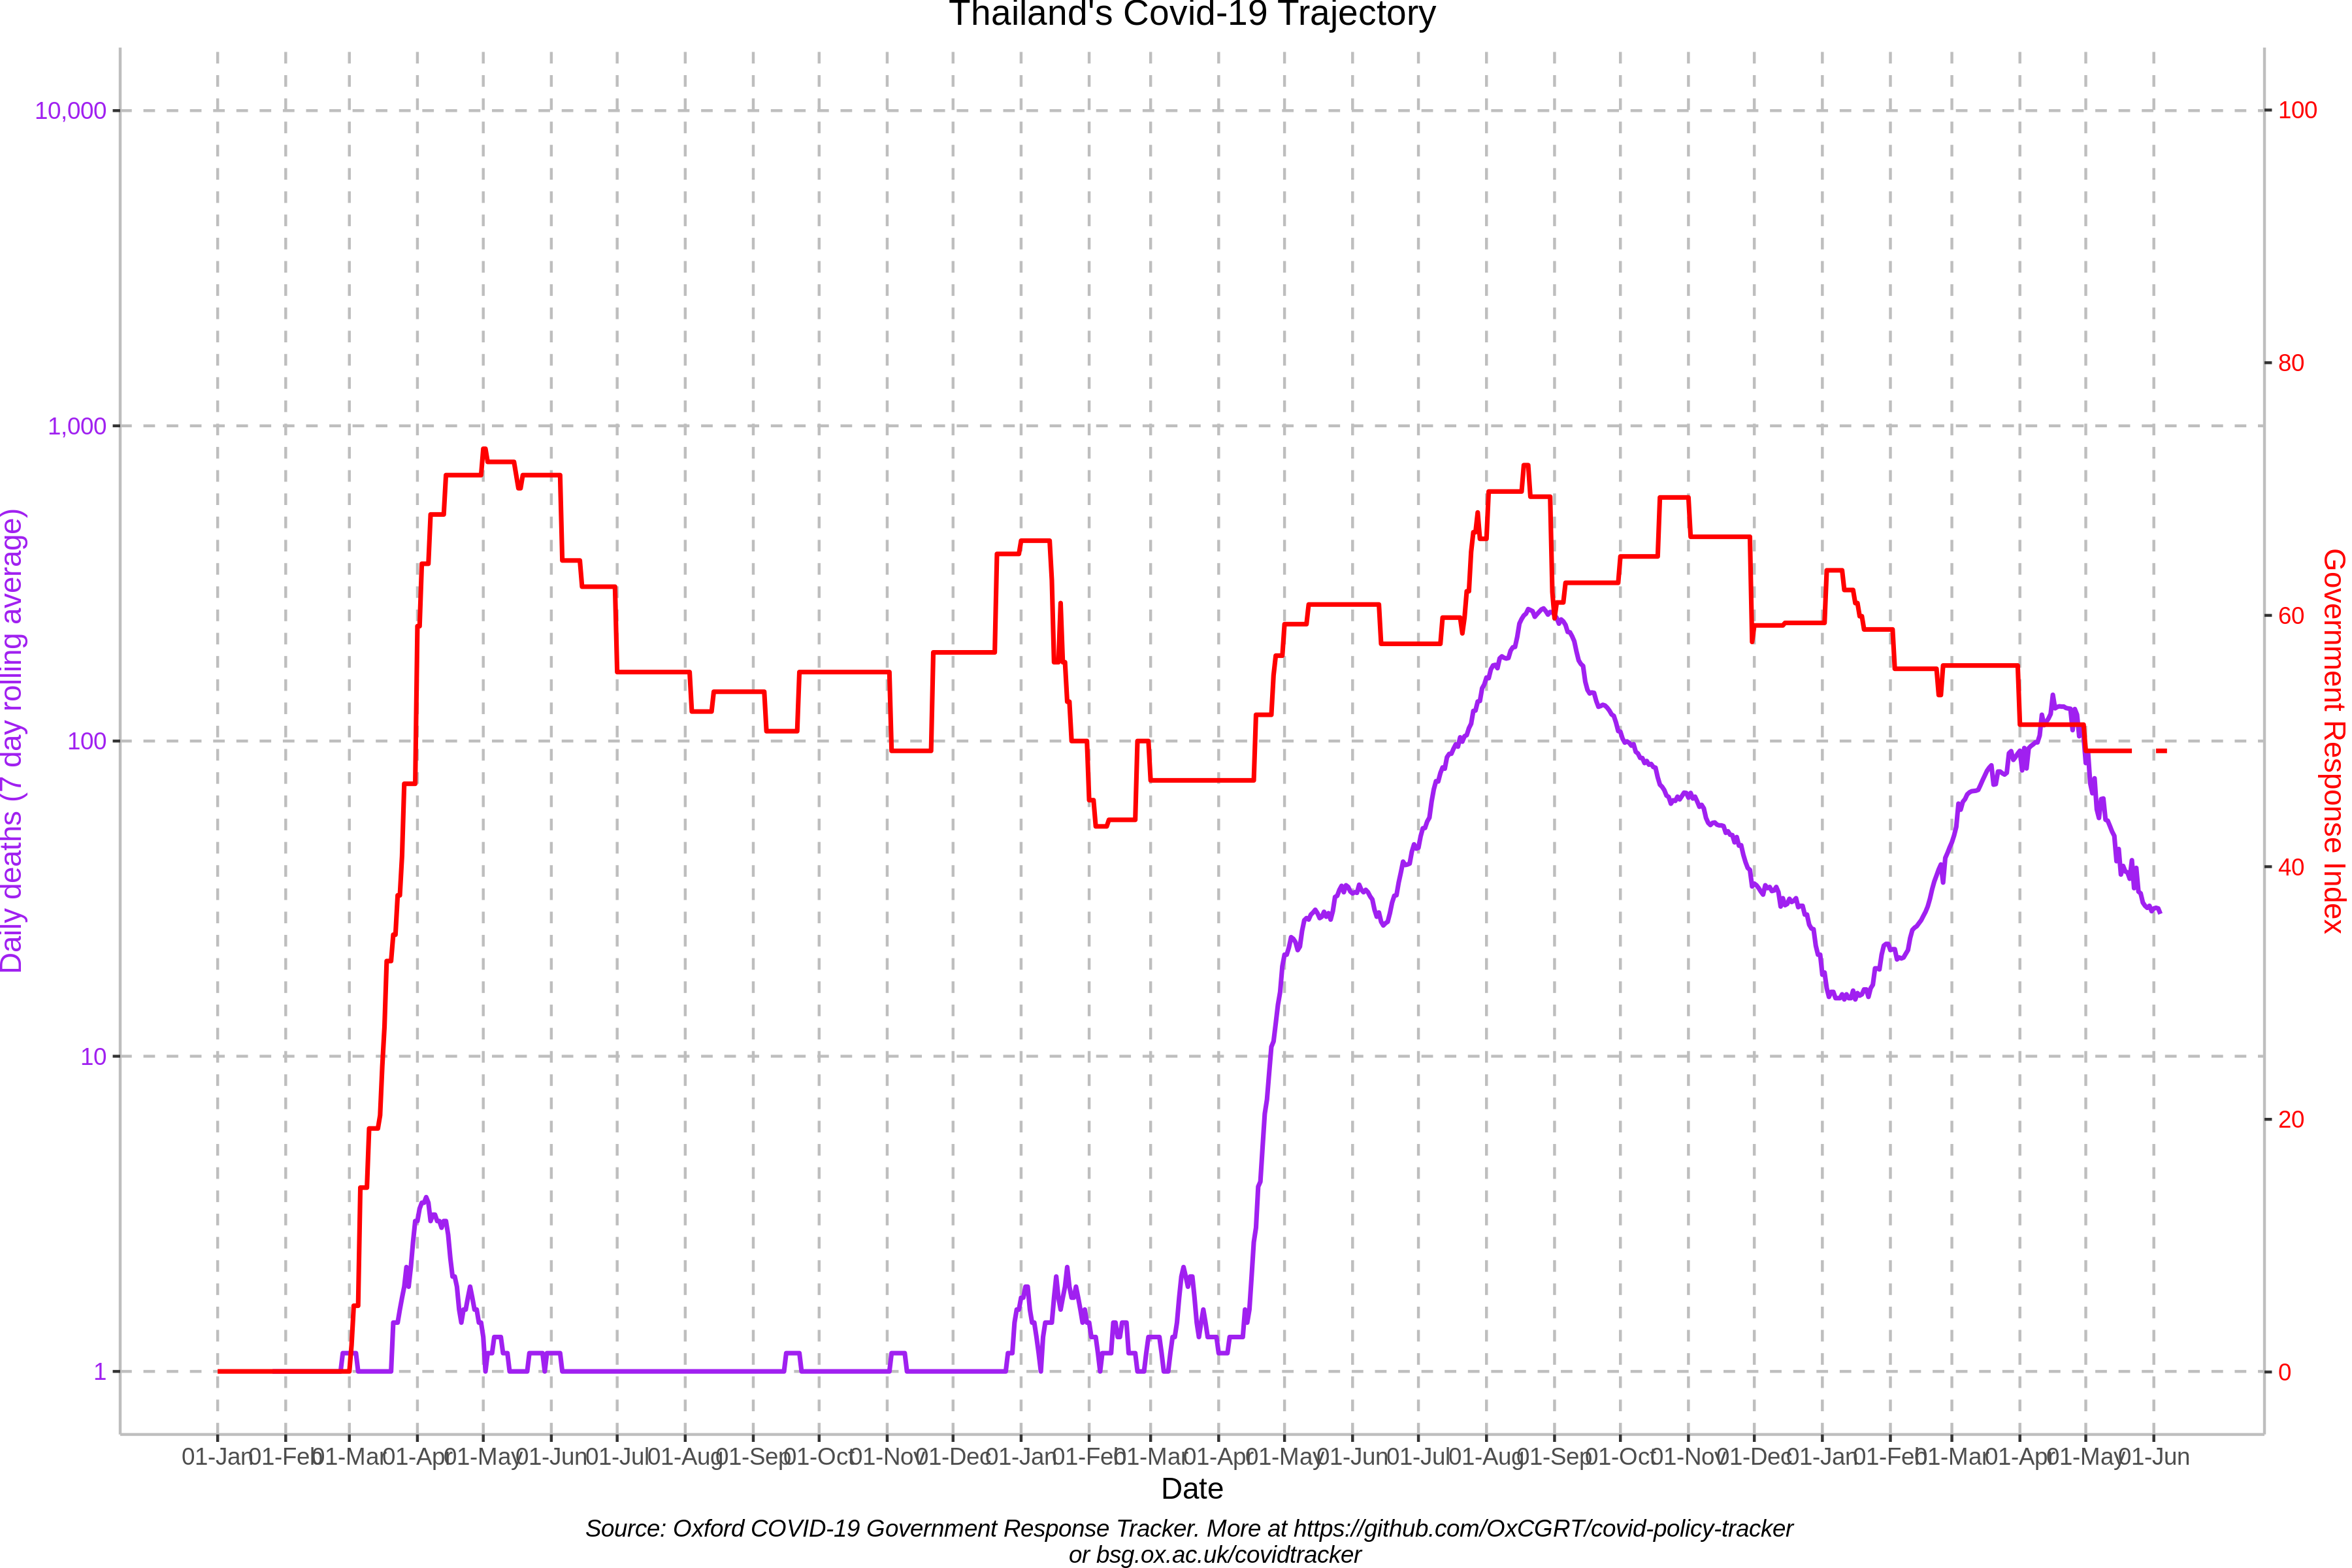 Thailand's Covid-19 Trajectory
10,000
1,000
100
10
1
Daily deaths (7 day rolling average)
100
80
60
40
20
0
Government Response Index
01-Jan 01-Feb 01-Mar 01-Apr 01-May 01-Jun 01-Jul 01-Aug 01-Sep 01-Oct 01-Nov 01-Dec 01-Jan 01-Feb 01-Mar 01-Apr 01-May 01-Jun 01-Jul 01-Aug 01-Sep 01-Oct 01-Nov 01-Dec 01-Jan 01-Feb 01-Mar 01-Apr 01-May 01-Jun
Date
Source: Oxford COVID-19 Government Response Tracker. More at https://github.com/OxCGRT/covid-policy-tracker
or bsg.ox.ac.uk/covidtracker